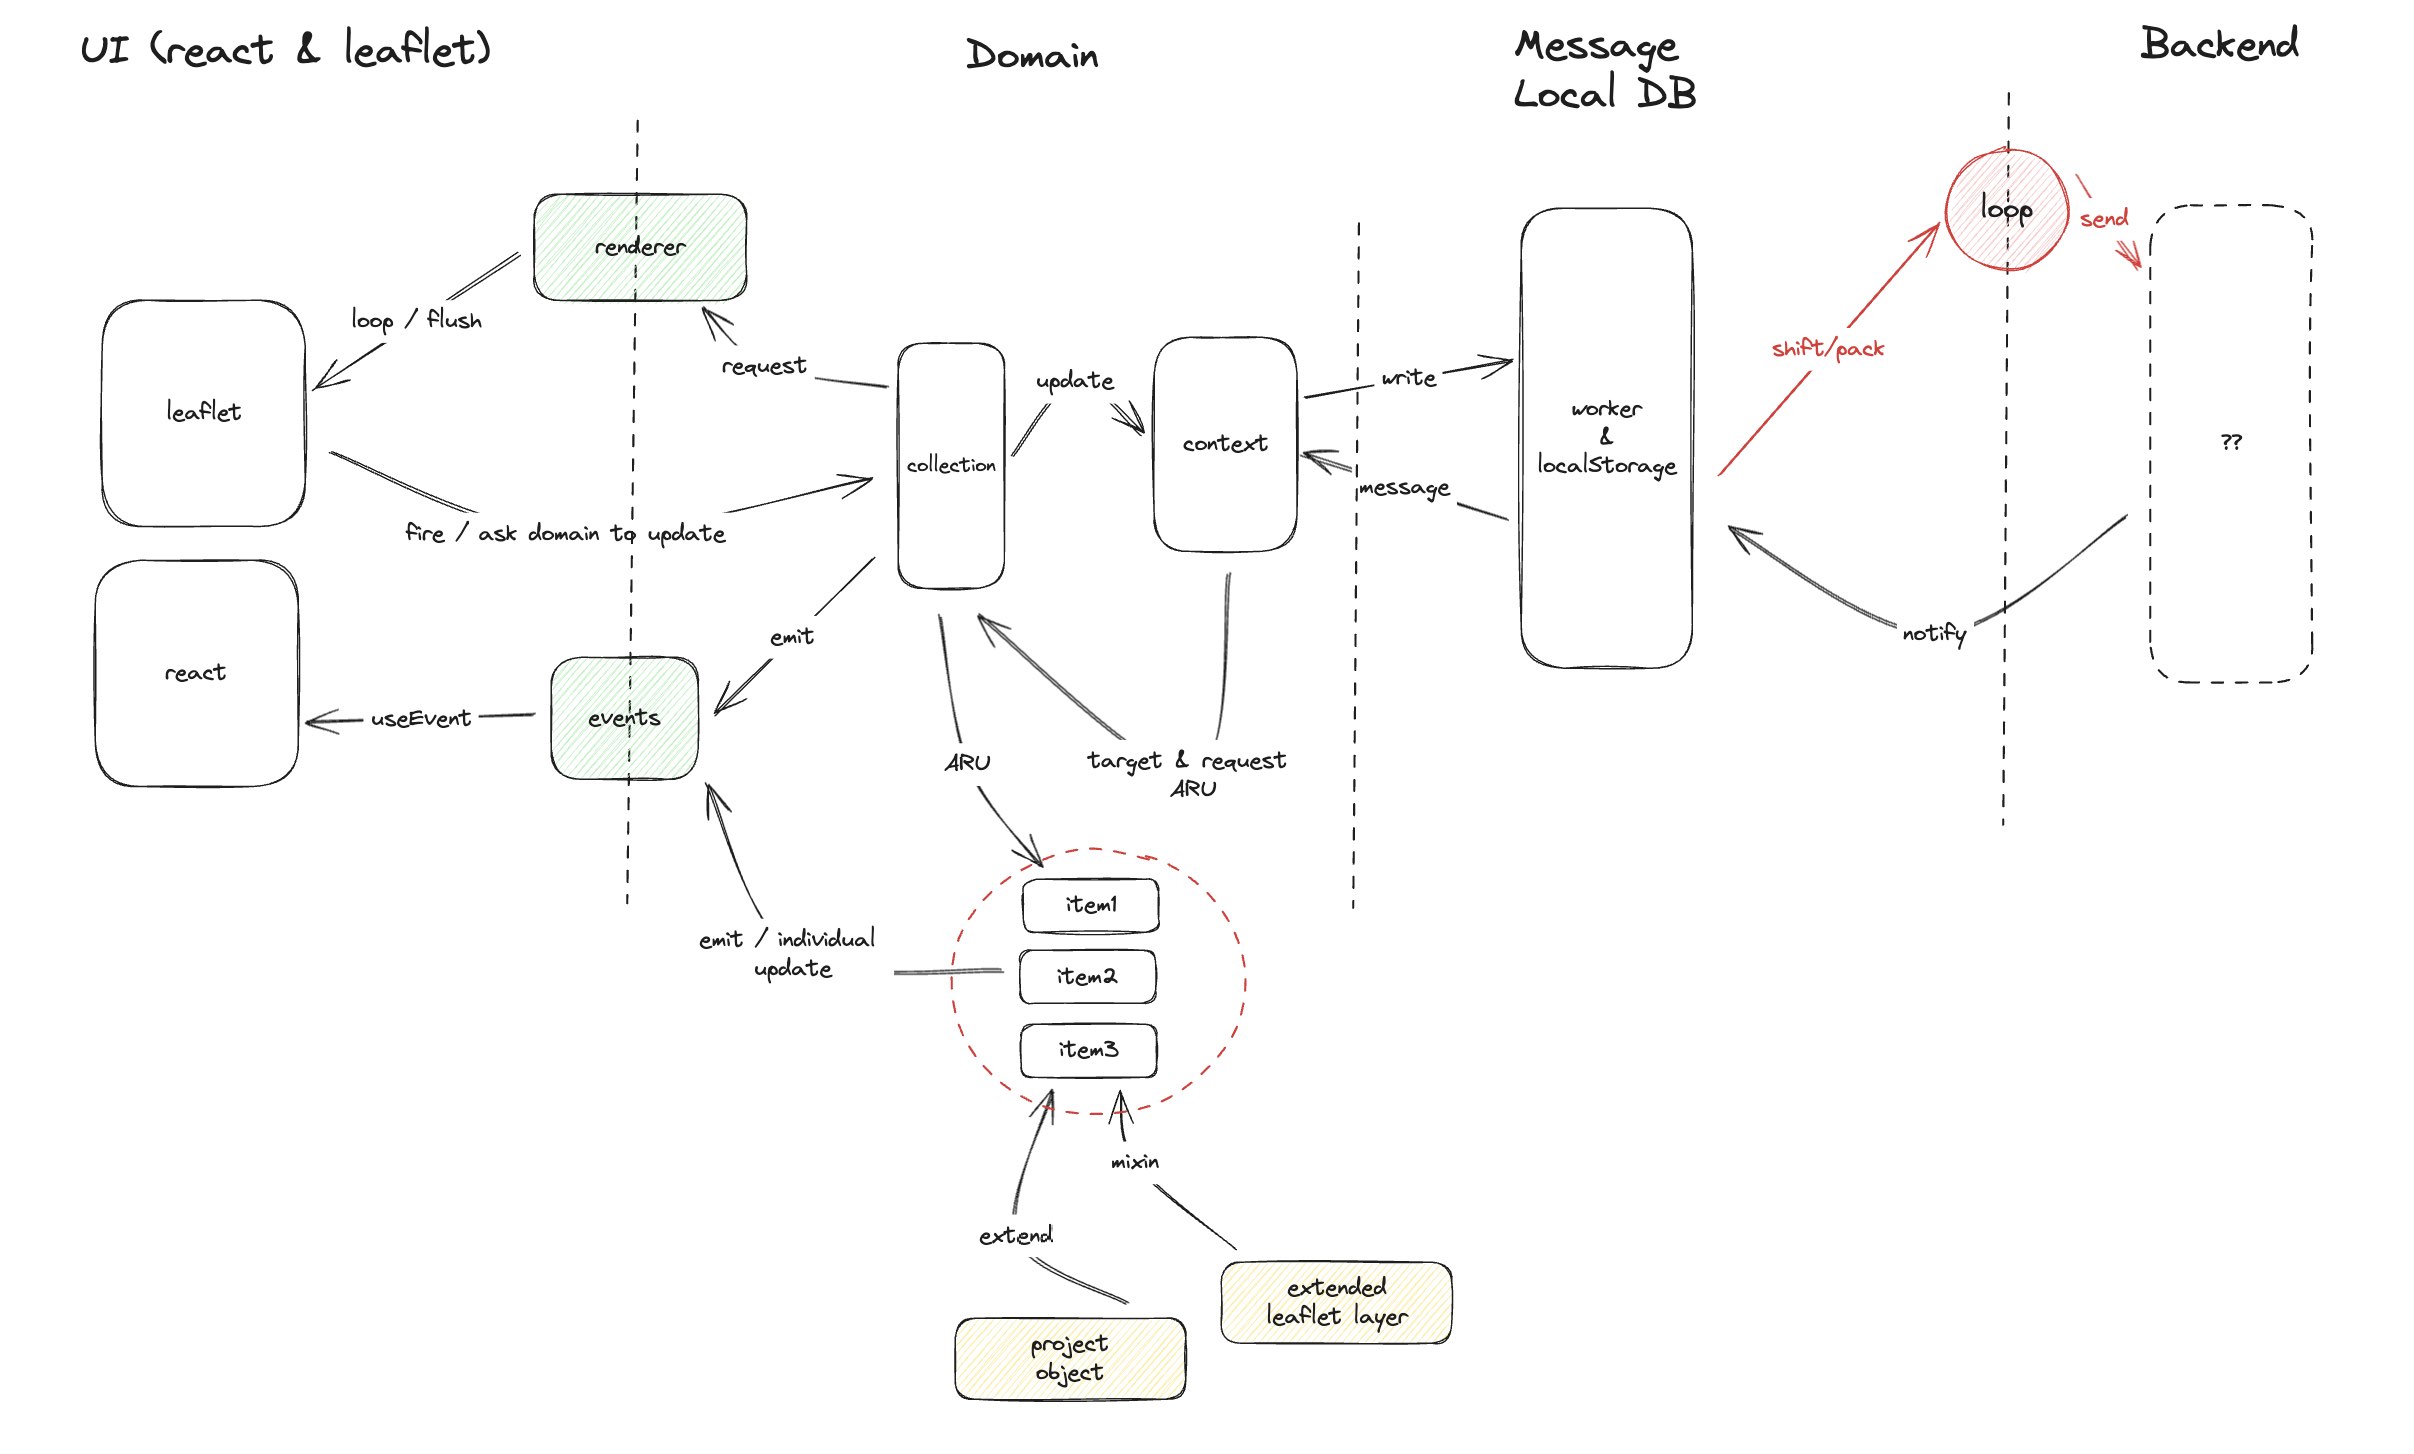 UI (react & leaflet)
Domain
Message
Local DB
Backend
renderer
loop
send
loop / flush
request
shift/pack
leaflet
collection
update
context
write
message
worker
&
localStorage
??
fire / ask domain to update
emit
notify
react
useEvent
events
ARU
target & request
ARU
emit / individual
update
item1
item2
item3
mixin
extend
extended
leaflet layer
project
object